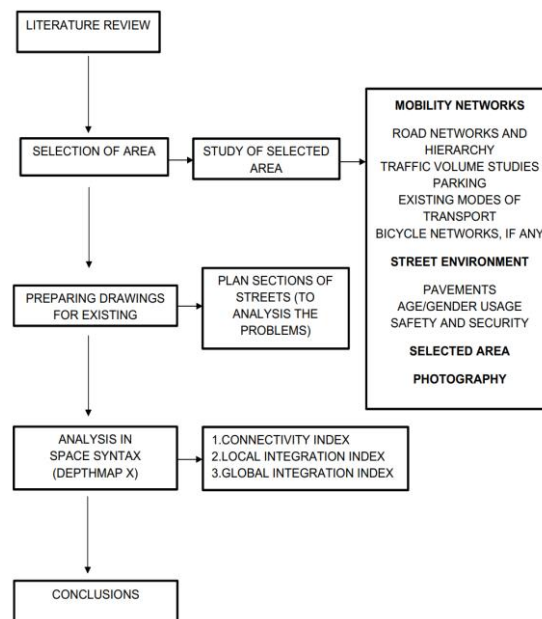 LITERATURE REVIEW
SELECTION OF AREA
STUDY OF SELECTED
AREA
MOBILITY NETWORKS
ROAD NETWORKS AND
HIERARCHY
TRAFFIC VOLUME STUDIES
PARKING
EXISTING MODES OF
TRANSPORT
BICYCLE NETWORKS, IF ANY
STREET ENVIRONMENT
PAVEMENTS
AGE/GENDER USAGE
SAFETY AND SECURITY
SELECTED AREA
PHOTOGRAPHY
PREPARING DRAWINGS
FOR EXISTING
PLAN SECTIONS OF
STREETS (TO
ANALYSIS THE
PROBLEMS)
ANALYSIS IN
SPACE SYNTAX
(DEPTHMAP X)
1.CONNECTIVITY INDEX
2.LOCAL INTEGRATION INDEX
3.GLOBAL INTEGRATION INDEX
CONCLUSIONS